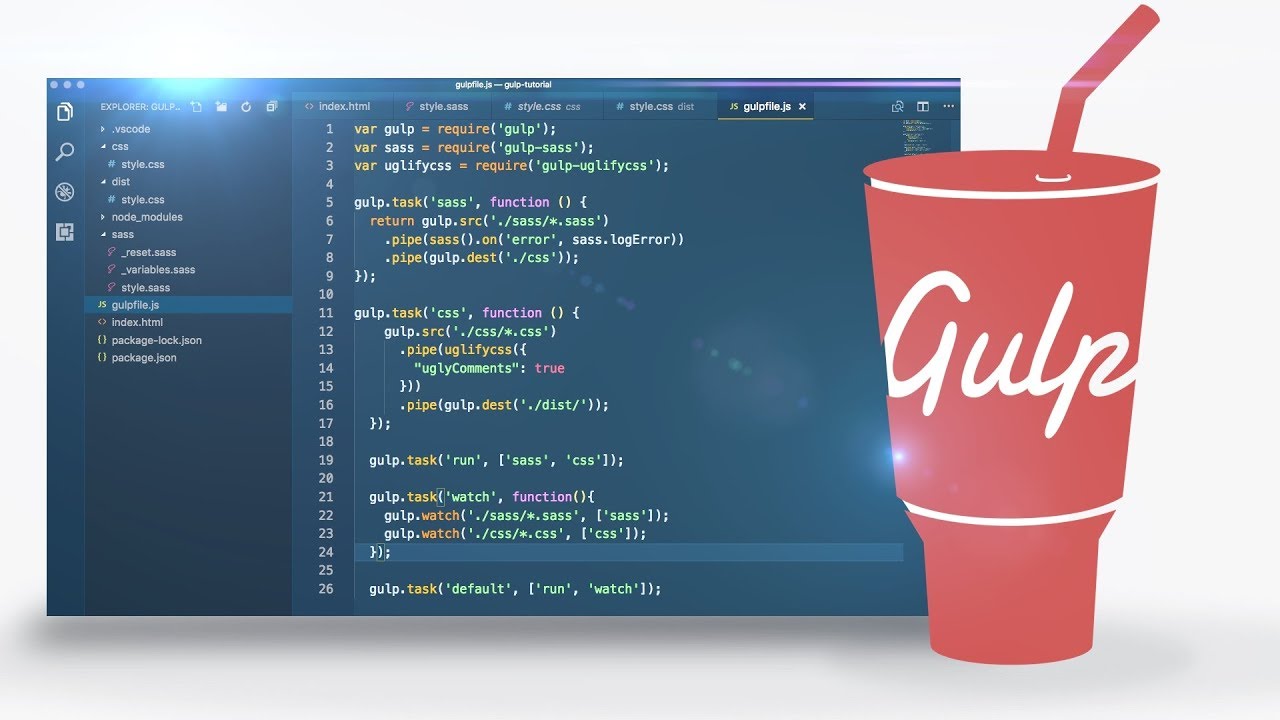 gulpfile.js — gulp-tutorial
EXPLORER: GULP...
index.html
style.sass
style.css css
style.css dist
gulpfile.js
.vscode
css
style.css
dist
style.css
node_modules
sass
_reset.sass
_variables.sass
style.sass
JS gulpfile.js
index.html
package-lock.json
package.json
1 var gulp = require('gulp');
2 var sass = require('gulp-sass');
3 var uglifycss = require('gulp-uglifycss');
4
5 gulp.task('sass', function () {
6 return gulp.src('./sass/*.sass')
7 .pipe(sass().on('error', sass.logError))
8 .pipe(gulp.dest('./css'));
9 });
10
11 gulp.task('css', function () {
12 gulp.src('./css/*.css')
13 .pipe(uglifycss({
14 "uglyComments": true
15 }))
16 .pipe(gulp.dest('./dist/'));
17 });
18
19 gulp.task('run', ['sass', 'css']);
20
21 gulp.task('watch', function(){
22 gulp.watch('./sass/*.sass', ['sass']);
23 gulp.watch('./css/*.css', ['css']);
24 });
25
26 gulp.task('default', ['run', 'watch']);
Gulp